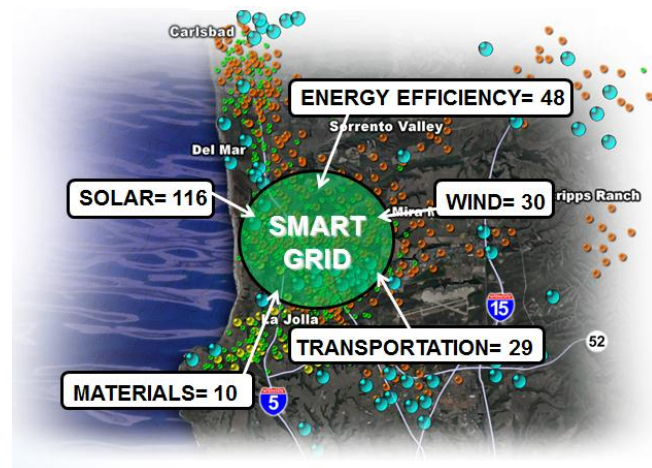 Carlsbad
ENERGY EFFICIENCY= 48
Sorrento Valley
Del Mar
SOLAR= 116
WIND= 30
ripps Ranch
Mira
SMART
GRID
15
La Jolla
TRANSPORTATION= 29
52
MATERIALS= 10
5